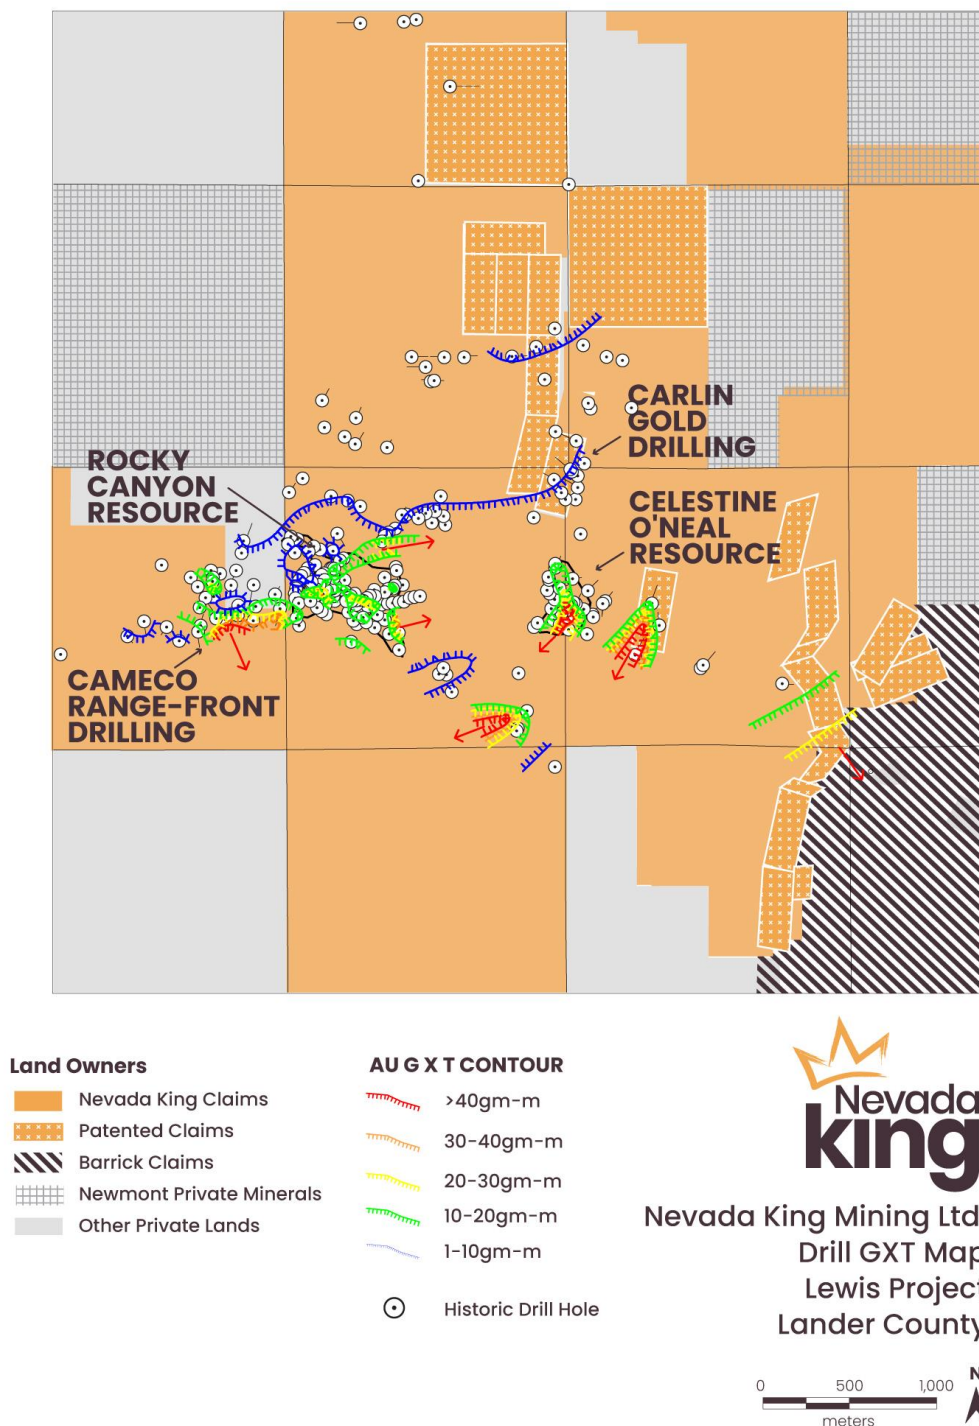 CARLIN
GOLD
DRILLING
ROCKY
CANYON
RESOURCE
CELESTINE
O'NEAL
RESOURCE
CAMECO
RANGE-FRONT
DRILLING
Land Owners
Nevada King Claims
Patented Claims
Barrick Claims
Newmont Private Minerals
Other Private Lands
AU G X T CONTOUR
>40gm-m
30-40gm-m
20-30gm-m
10-20gm-m
1-10gm-m
Historic Drill Hole
Nevada
king
Nevada King Mining Ltd
Drill GXT Map
Lewis Project
Lander County
0 500 1,000
meters
N